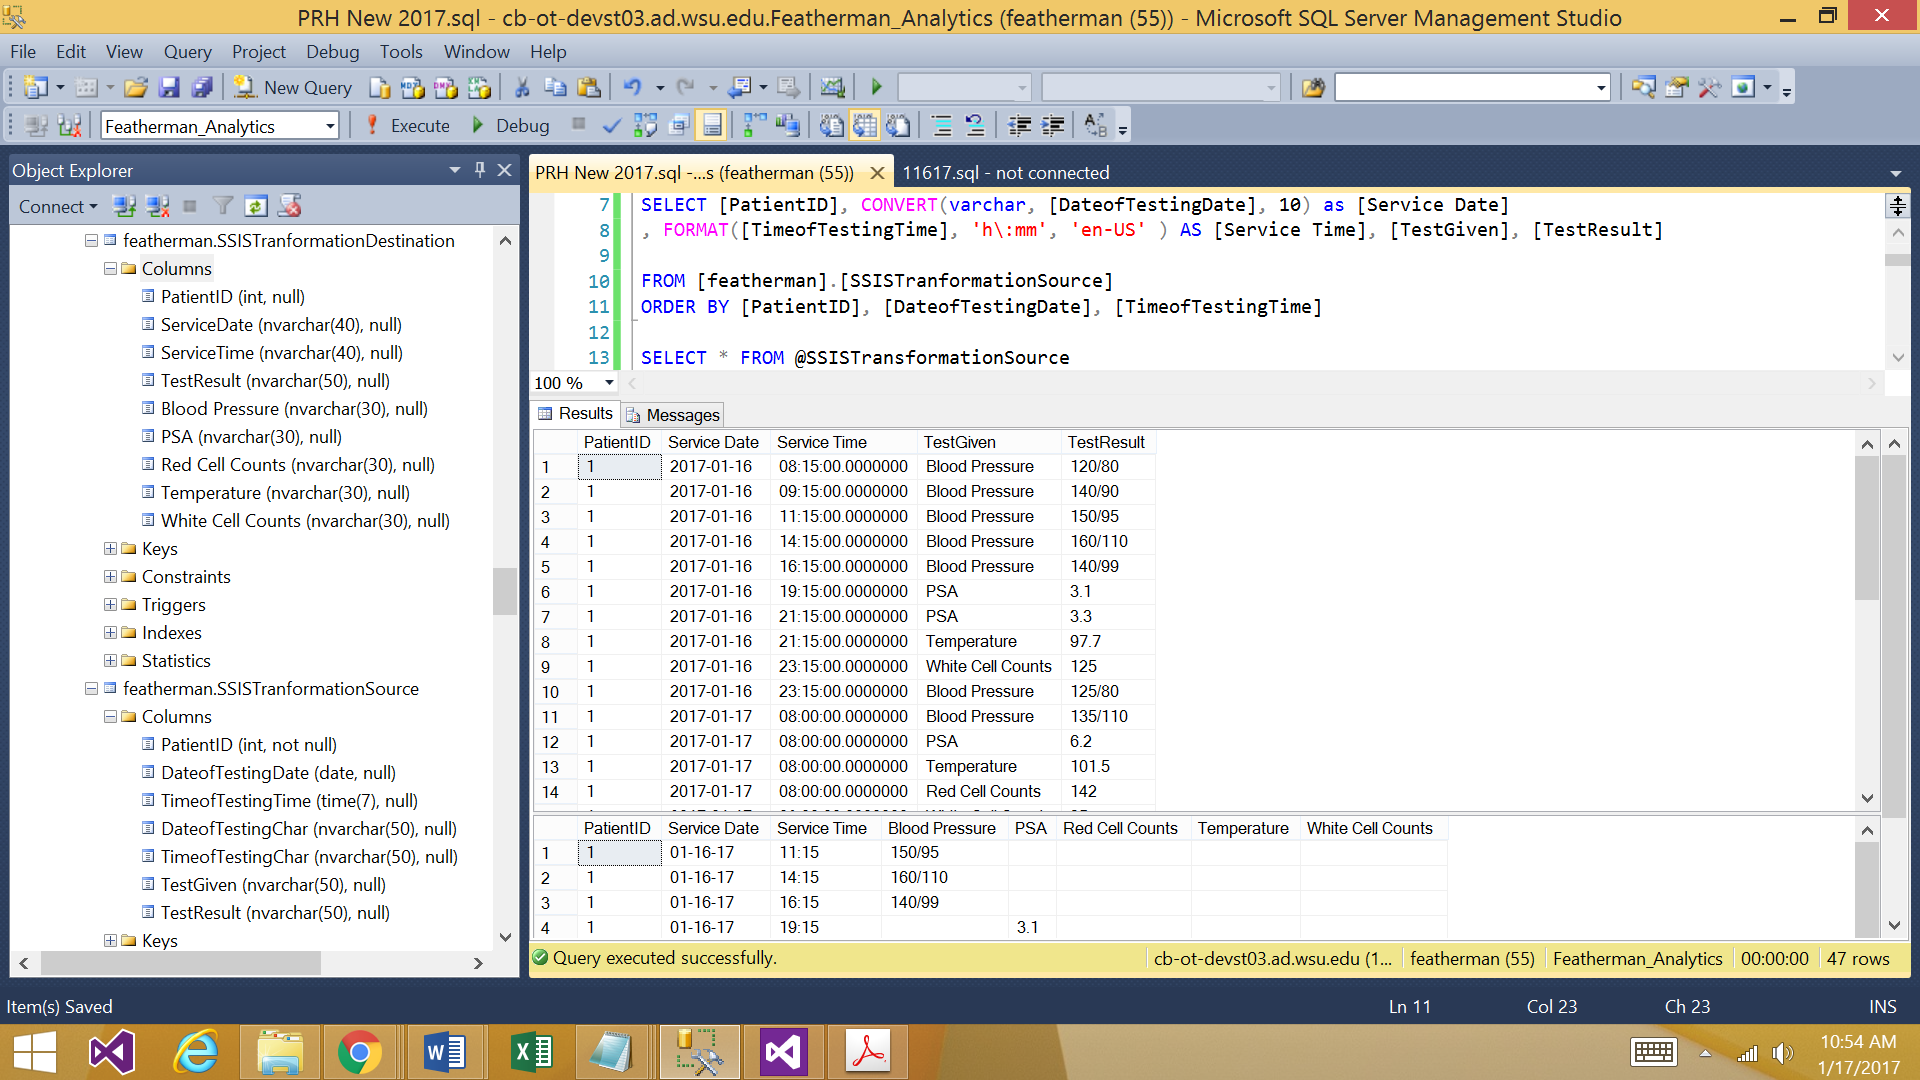 PRH New 2017.sql - cb-ot-devst03.ad.wsu.edu.Featherman_Analytics (featherman (55)) - Microsoft SQL Server Management Studio
File Edit View Query Project Debug Tools Window Help
New Query
Featherman_Analytics Execute Debug
Object Explorer
Connect
featherman.SSISTranformationDestination
Columns
PatientID (int, null)
ServiceDate (nvarchar(40), null)
ServiceTime (nvarchar(40), null)
TestResult (nvarchar(50), null)
Blood Pressure (nvarchar(30), null)
PSA (nvarchar(30), null)
Red Cell Counts (nvarchar(30), null)
Temperature (nvarchar(30), null)
White Cell Counts (nvarchar(30), null)
Keys
Constraints
Triggers
Indexes
Statistics
featherman.SSISTranformationSource
Columns
PatientID (int, not null)
DateofTestingDate (date, null)
TimeofTestingTime (time(7), null)
DateofTestingChar (nvarchar(50), null)
TimeofTestingChar (nvarchar(50), null)
TestGiven (nvarchar(50), null)
TestResult (nvarchar(50), null)
Keys
PRH New 2017.sql -...s (featherman (55)) 11617.sql - not connected
7 SELECT [PatientID], CONVERT(varchar, [DateofTestingDate], 10) as [Service Date]
8 , FORMAT([TimeofTestingTime], 'h\:mm', 'en-US' ) AS [Service Time], [TestGiven], [TestResult]
9
10 FROM [featherman].[SSISTranformationSource]
11 ORDER BY [PatientID], [DateofTestingDate], [TimeofTestingTime]
12
13 SELECT * FROM @SSISTransformationSource
100 %
Results Messages
PatientID Service Date Service Time TestGiven TestResult
1 1 2017-01-16 08:15:00.0000000 Blood Pressure 120/80
2 1 2017-01-16 09:15:00.0000000 Blood Pressure 140/90
3 1 2017-01-16 11:15:00.0000000 Blood Pressure 150/95
4 1 2017-01-16 14:15:00.0000000 Blood Pressure 160/110
5 1 2017-01-16 16:15:00.0000000 Blood Pressure 140/99
6 1 2017-01-16 19:15:00.0000000 PSA 3.1
7 1 2017-01-16 21:15:00.0000000 PSA 3.3
8 1 2017-01-16 21:15:00.0000000 Temperature 97.7
9 1 2017-01-16 23:15:00.0000000 White Cell Counts 125
10 1 2017-01-16 23:15:00.0000000 Blood Pressure 125/80
11 1 2017-01-17 08:00:00.0000000 Blood Pressure 135/110
12 1 2017-01-17 08:00:00.0000000 PSA 6.2
13 1 2017-01-17 08:00:00.0000000 Temperature 101.5
14 1 2017-01-17 08:00:00.0000000 Red Cell Counts 142
PatientID Service Date Service Time Blood Pressure PSA Red Cell Counts Temperature White Cell Counts
1 1 01-16-17 11:15 150/95
2 1 01-16-17 14:15 160/110
3 1 01-16-17 16:15 140/99
4 1 01-16-17 19:15 3.1
Query executed successfully. cb-ot-devst03.ad.wsu.edu (1... featherman (55) Featherman_Analytics 00:00:00 47 rows
Item(s) Saved Ln 11 Col 23 Ch 23 INS
10:54 AM
1/17/2017